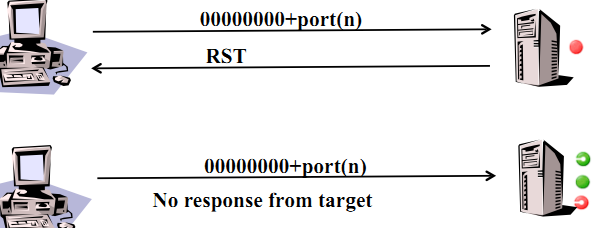 00000000+port(n)
RST
00000000+port(n)
No response from target